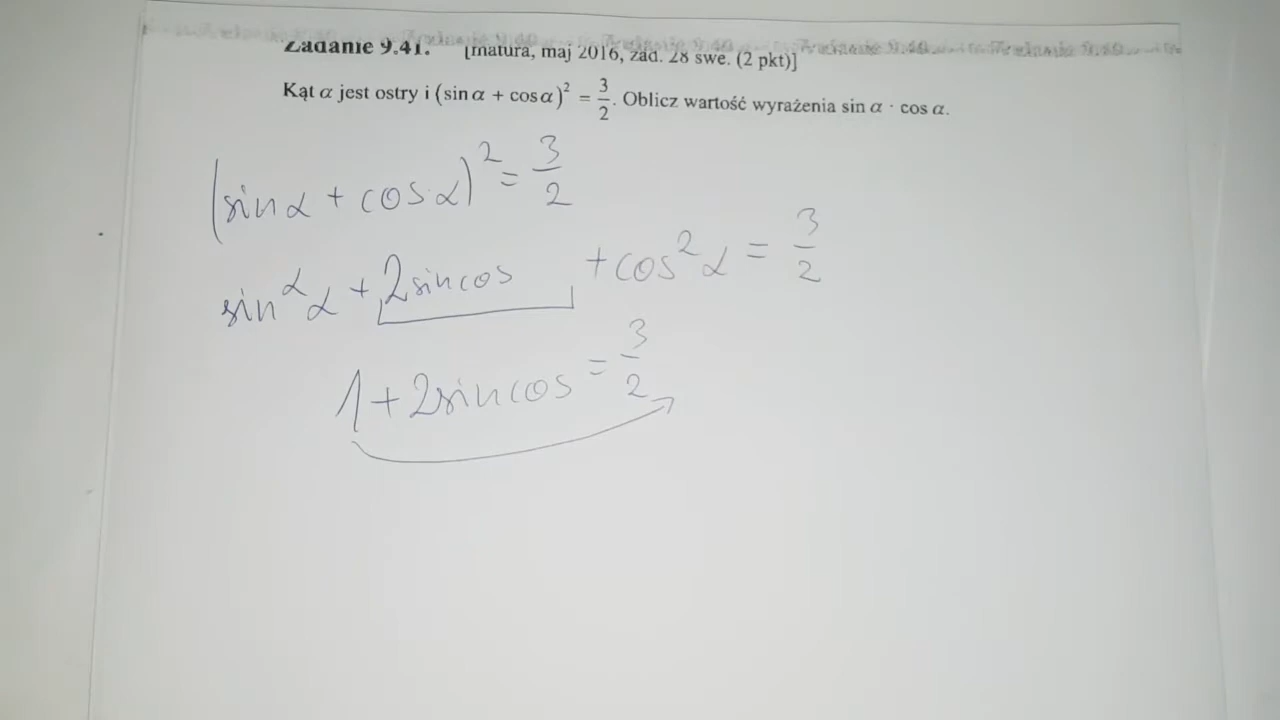 Zadanie 9.41. [matura, maj 2016, zad. 28 swe. (2 pkt)]
Kąt α jest ostry i (sin α + cos α)² = 3/2. Oblicz wartość wyrażenia sin α · cos α.
(sin α + cos α)² = 3/2
sin²α + 2 sin cos + cos²α = 3/2
1 + 2 sin cos = 3/2